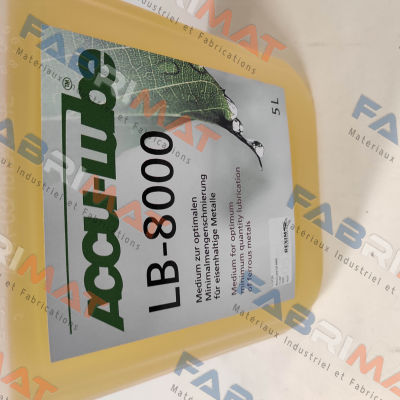 ACCU-Lube®
LB-8000
5 L
Medium zur optimalen
Minimalmengenschmierung
für eisenhaltige Metalle
Medium for optimum
minimum quantity lubrication
of ferrous metals
FABRIMAT
Matériaux Industriel et Fabrications